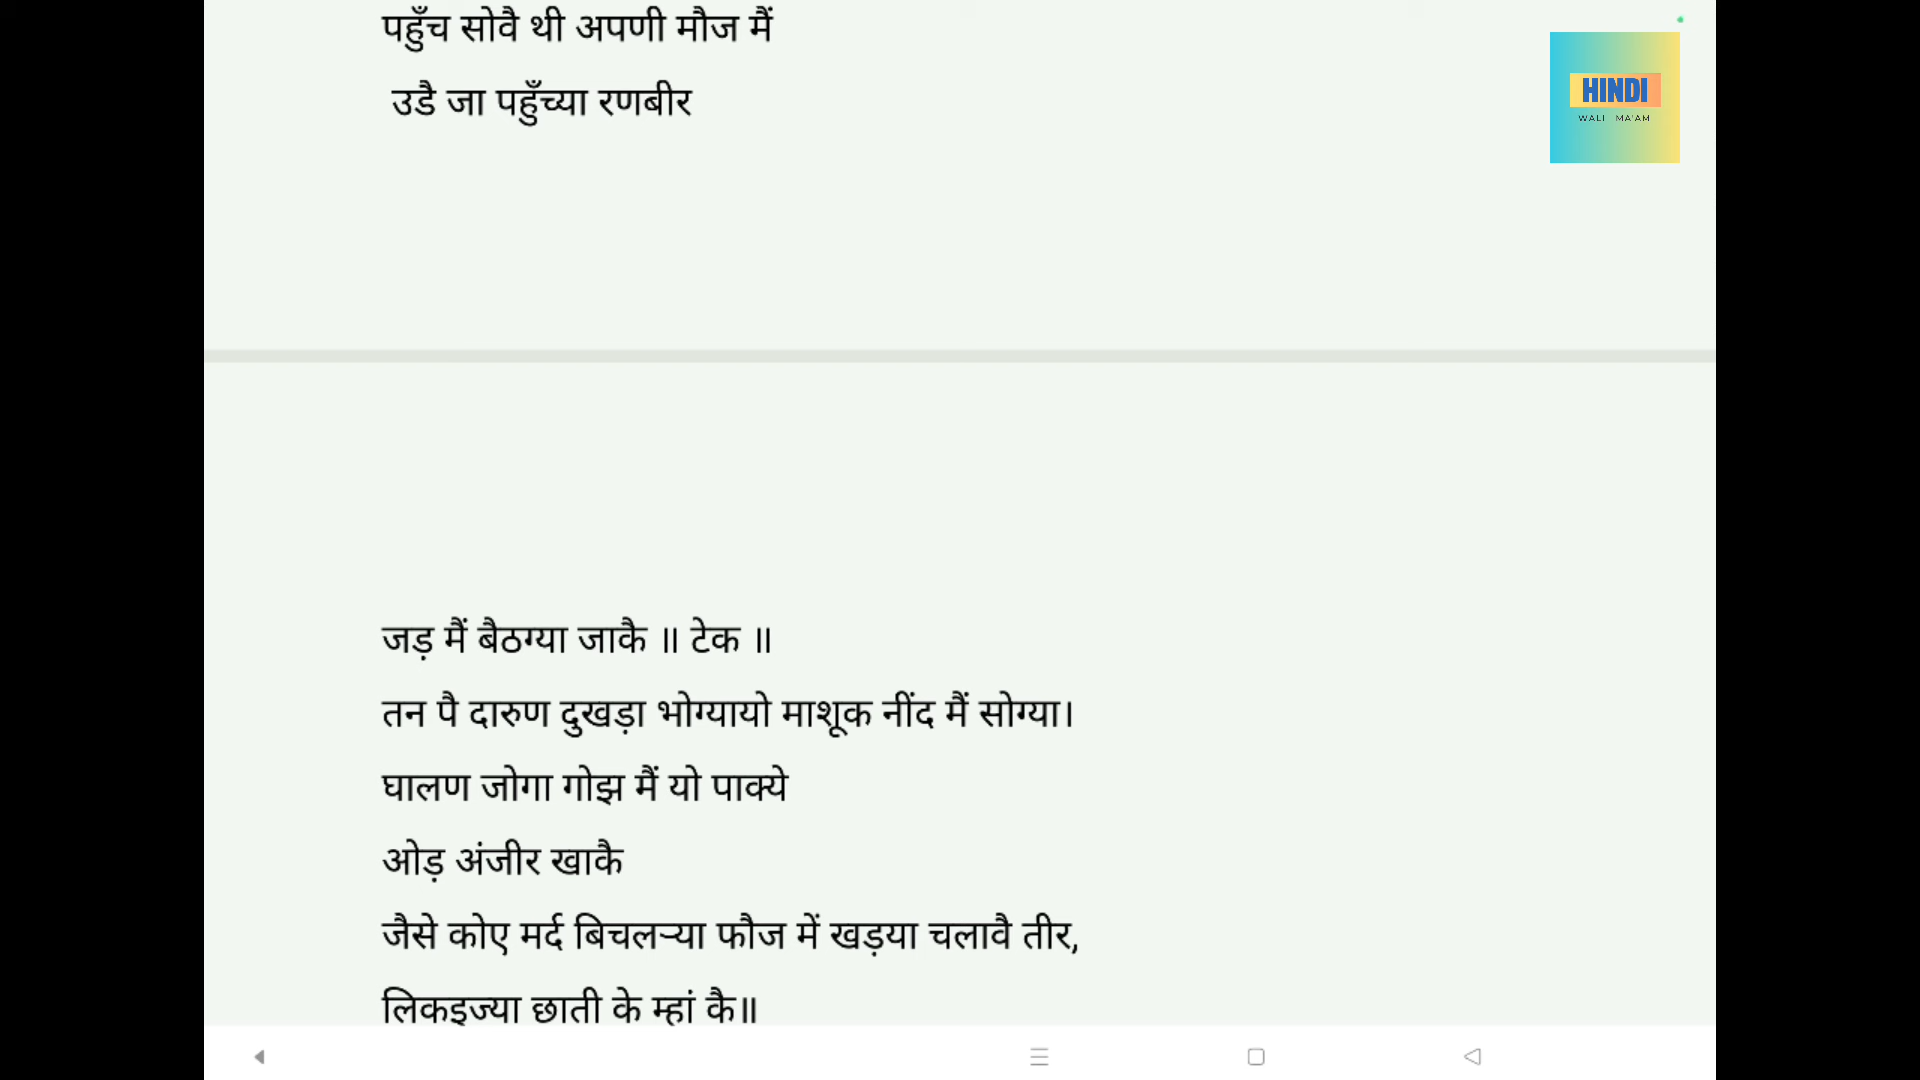 पहुँच सोवै थी अपणी मौज मैं
उडै जा पहुँच्या रणबीर
HINDI
WALI MA'AM
जड़ मैं बैठग्या जाकै ॥ टेक ॥
तन पै दारुण दुखड़ा भोग्यायो माशूक नींद मैं सोग्या।
घालण जोगा गोझ मैं यो पाक्ये
ओड़ अंजीर खाकै
जैसे कोए मर्द बिचलऱ्या फौज में खड़या चलावै तीर,
लिकइज्या छाती के म्हां कै॥